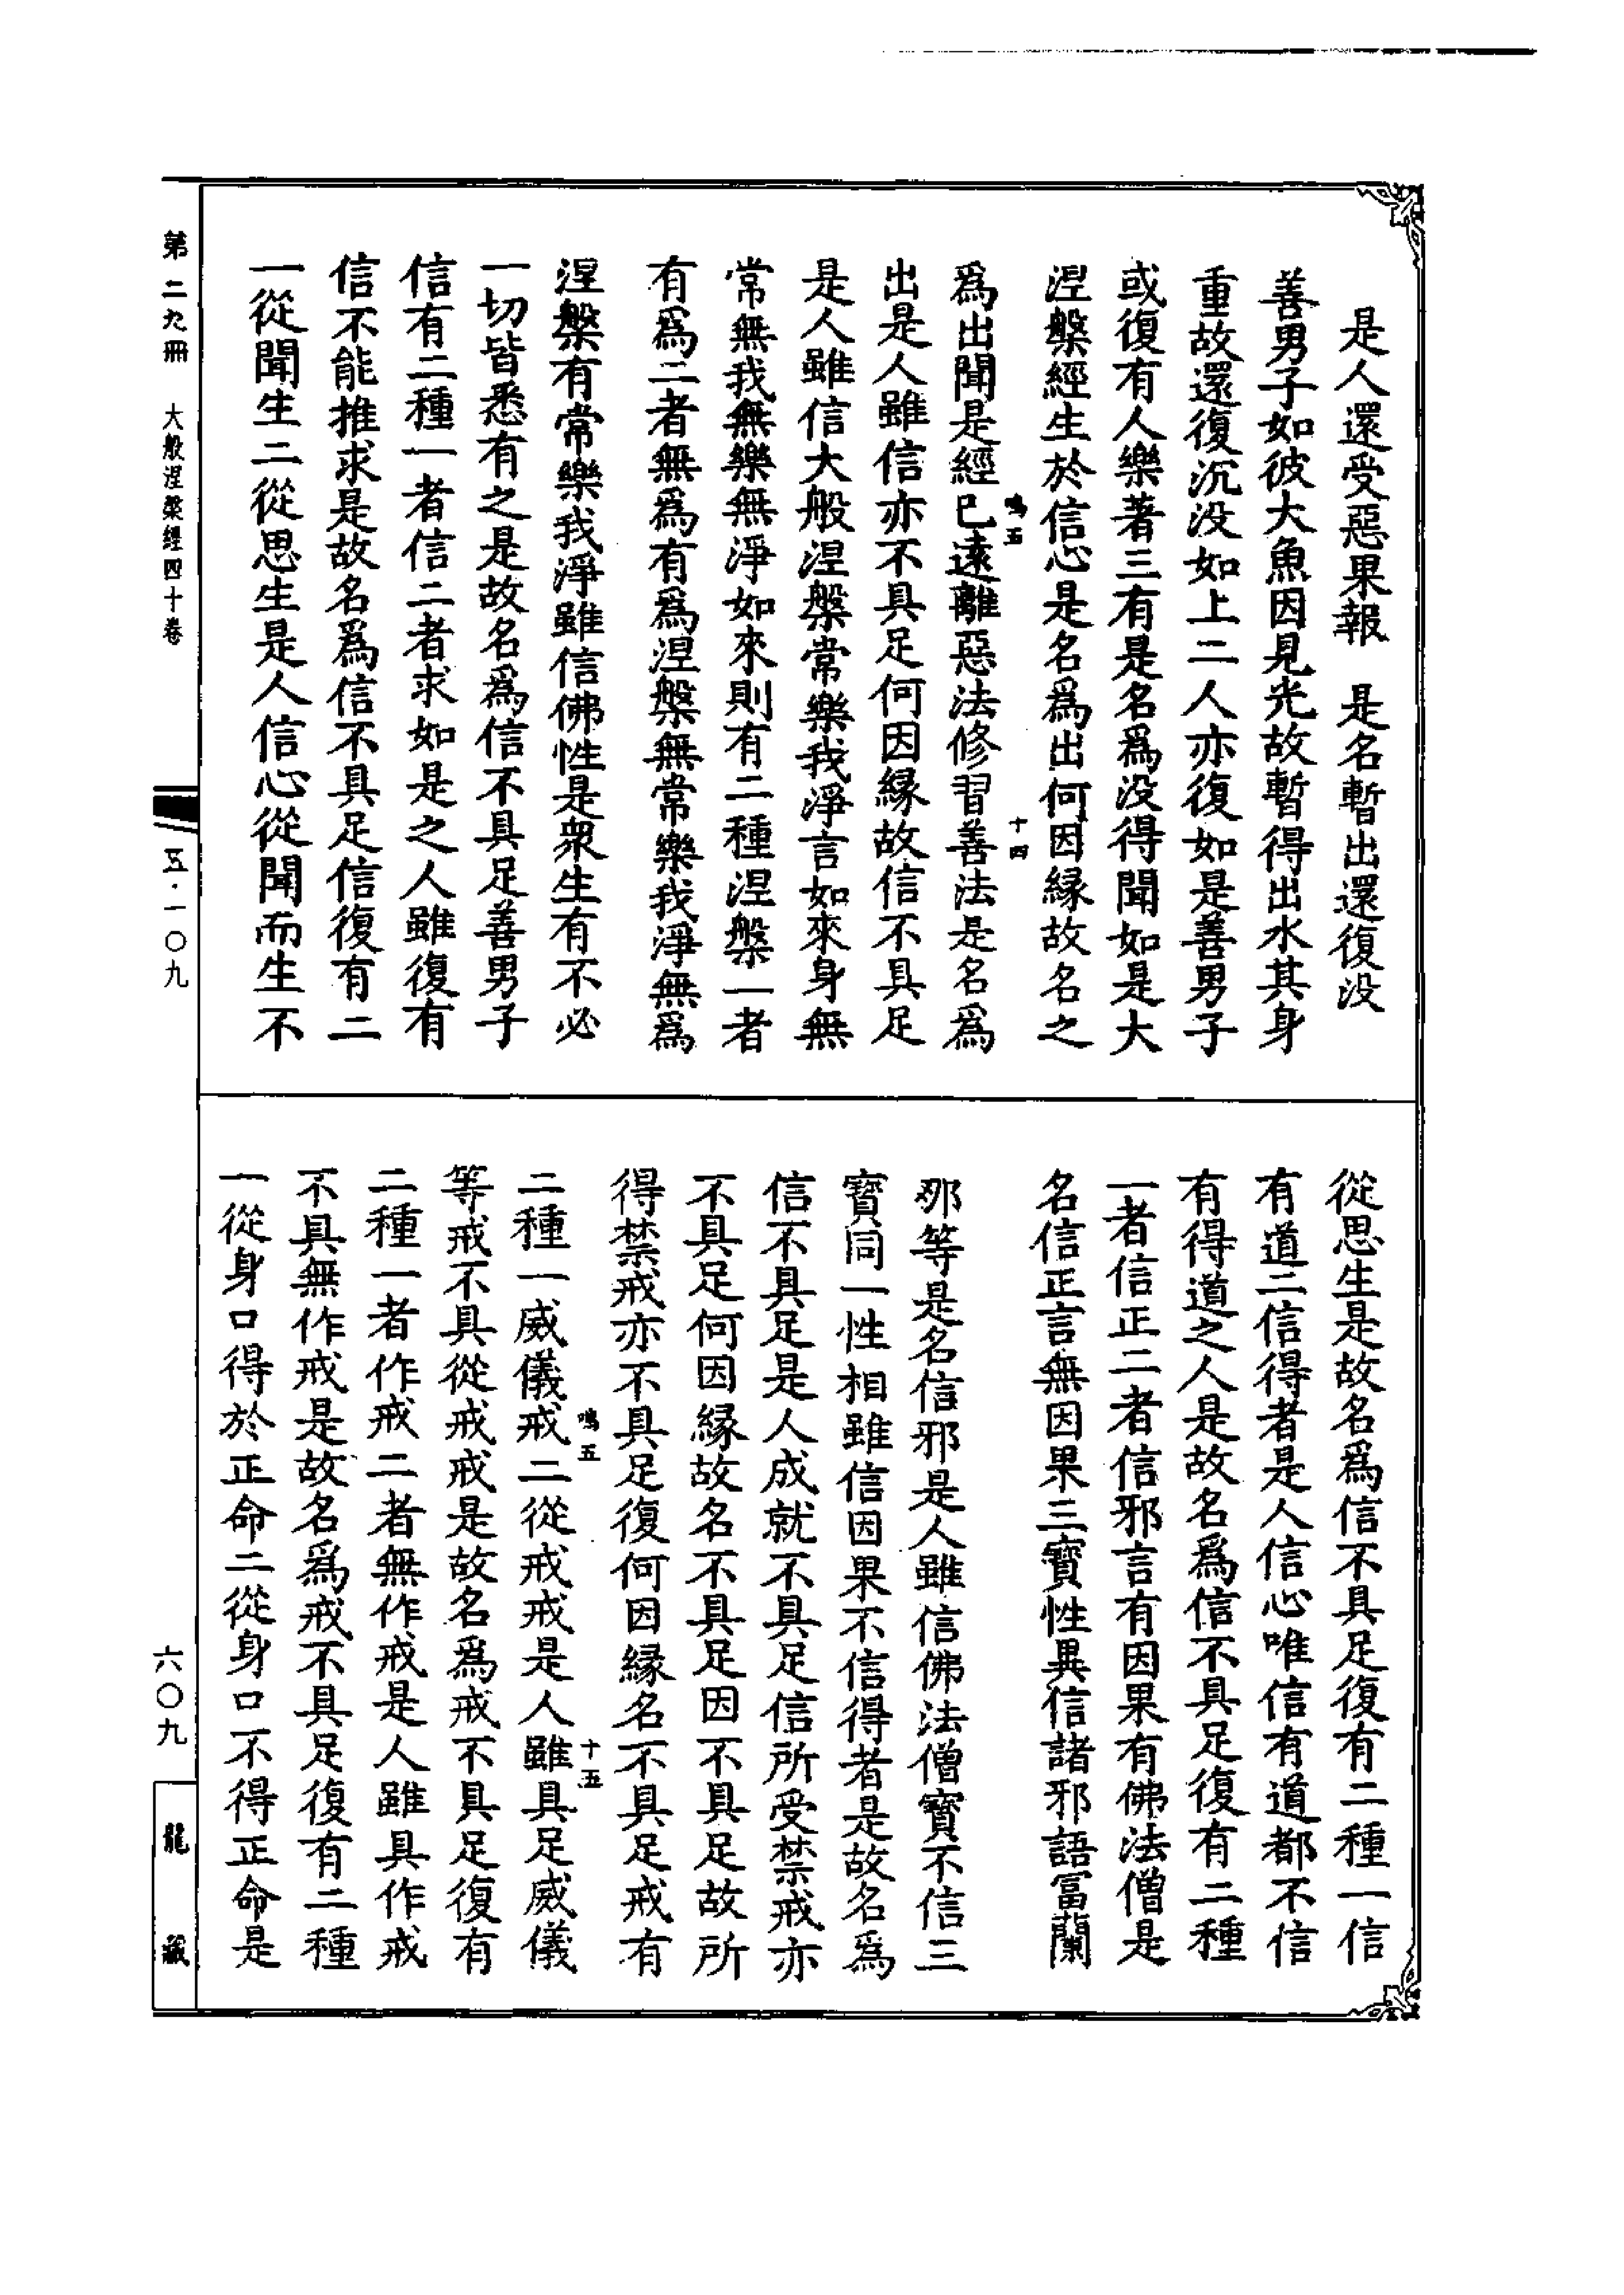 是人還受惡果報　是名暫出還復没
善男子如彼大魚因見光故暫得出水其身
重故還復沉没如上二人亦復如是善男子
或復有人樂著三有是名爲没得聞如是大
涅槃經生於信心是名爲出何因縁故名之
鳴五
十四
爲出聞是經已遠離惡法修習善法是名爲
出是人雖信亦不具足何因縁故信不具足
是人雖信大般涅槃常樂我淨言如來身無
常無我無樂無淨如來則有二種涅槃一者
有爲二者無爲有爲涅槃無常樂我淨無爲
涅槃有常樂我淨雖信佛性是衆生有不必
一切皆悉有之是故名爲信不具足善男子
信有二種一者信二者求如是之人雖復有
信不能推求是故名爲信不具足信復有二
一從聞生二從思生是人信心從聞而生不
從思生是故名爲信不具足復有二種一信
有道二信得者是人信心唯信有道都不信
有得道之人是故名爲信不具足復有二種
一者信正二者信邪言有因果有佛法僧是
名信正言無因果三寶性異信諸邪語富蘭
那等是名信邪是人雖信佛法僧寶不信三
寶同一性相雖信因果不信得者是故名爲
信不具足是人成就不具足信所受禁戒亦
不具足何因縁故名不具足因不具足故所
得禁戒亦不具足復何因縁名不具足戒有
鳴五
十五
二種一威儀戒二從戒戒是人雖具足威儀
等戒不具從戒戒是故名爲戒不具足復有
二種一者作戒二者無作戒是人雖具作戒
不具無作戒是故名爲戒不具足復有二種
一從身口得於正命二從身口不得正命是
第二九冊　大般涅槃經四十卷
五·一〇九
六〇九
龍藏